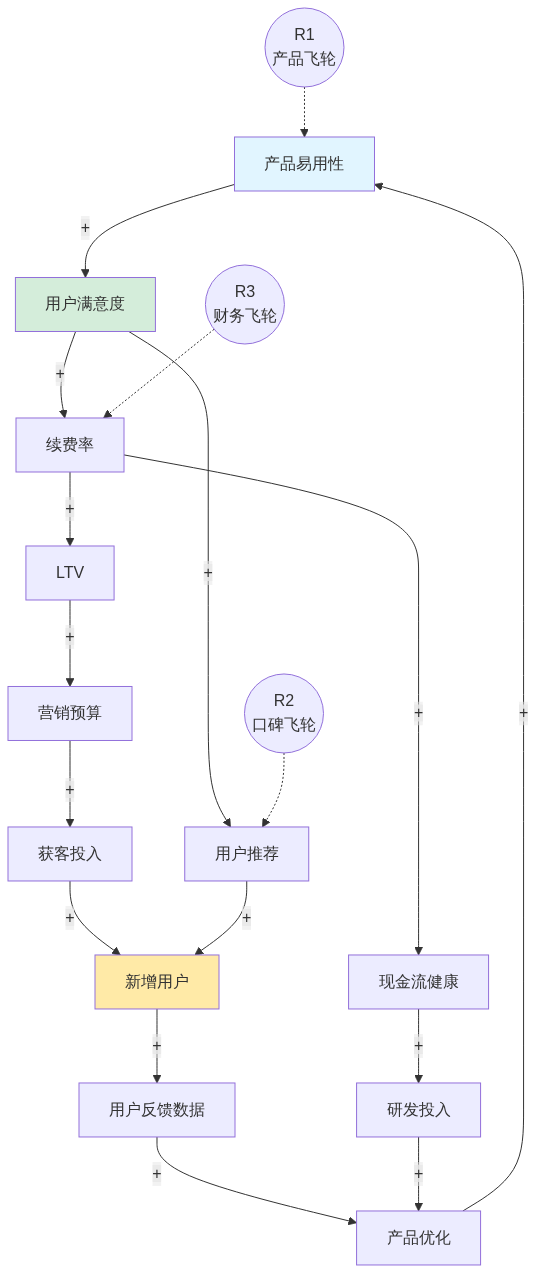 R1
产品飞轮
产品易用性
+
用户满意度
R3
财务飞轮
+
续费率
+
LTV
+
+
营销预算
R2
口碑飞轮
+
+
+
获客投入
用户推荐
+
+
新增用户
现金流健康
+
+
用户反馈数据
研发投入
+
+
产品优化